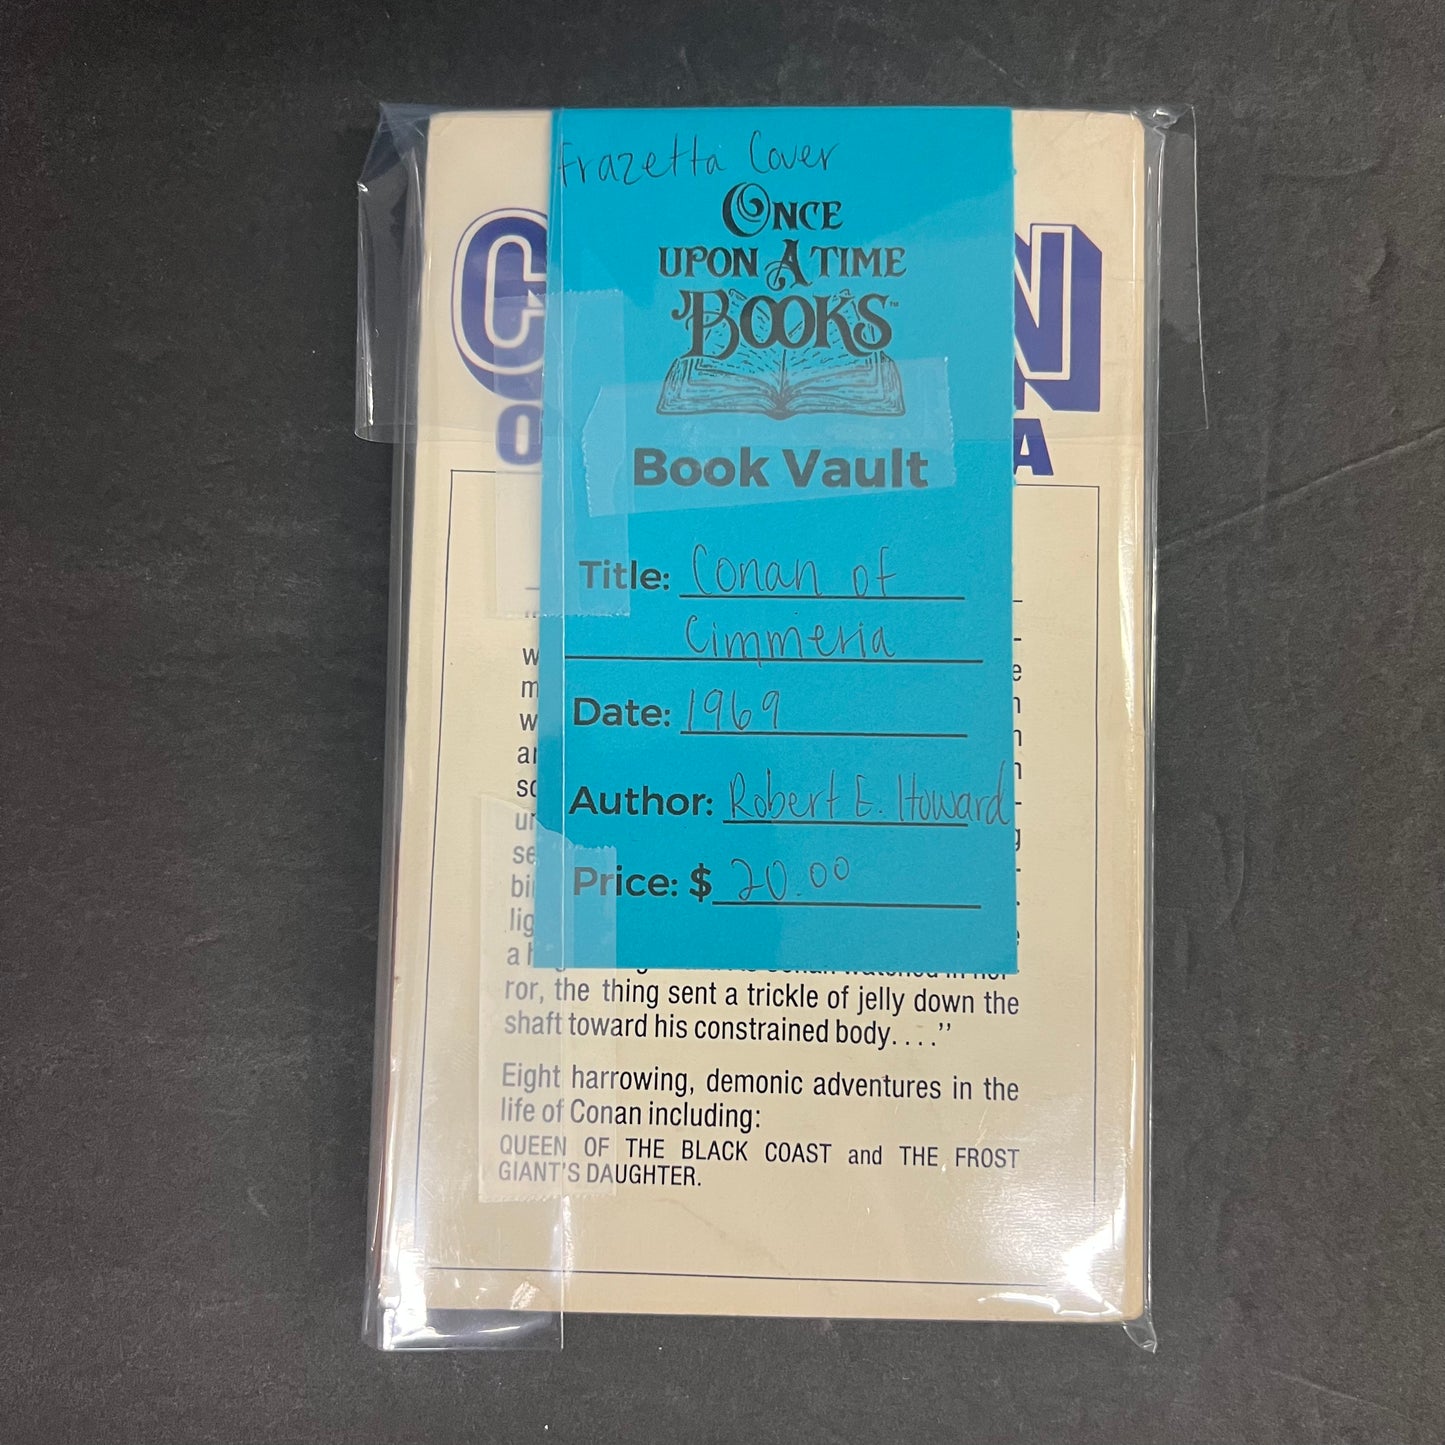 Frazetta Cover
ONCE
UPON A TIME
BOOKS™
Book Vault
Title: Conan of
Cimmeria
Date: 1969
Author: Robert E. Howard
Price: $ 20.00
ror, the thing sent a trickle of jelly down the
shaft toward his constrained body. . . ."
Eight harrowing, demonic adventures in the
life of Conan including:
QUEEN OF THE BLACK COAST and THE FROST
GIANT'S DAUGHTER.